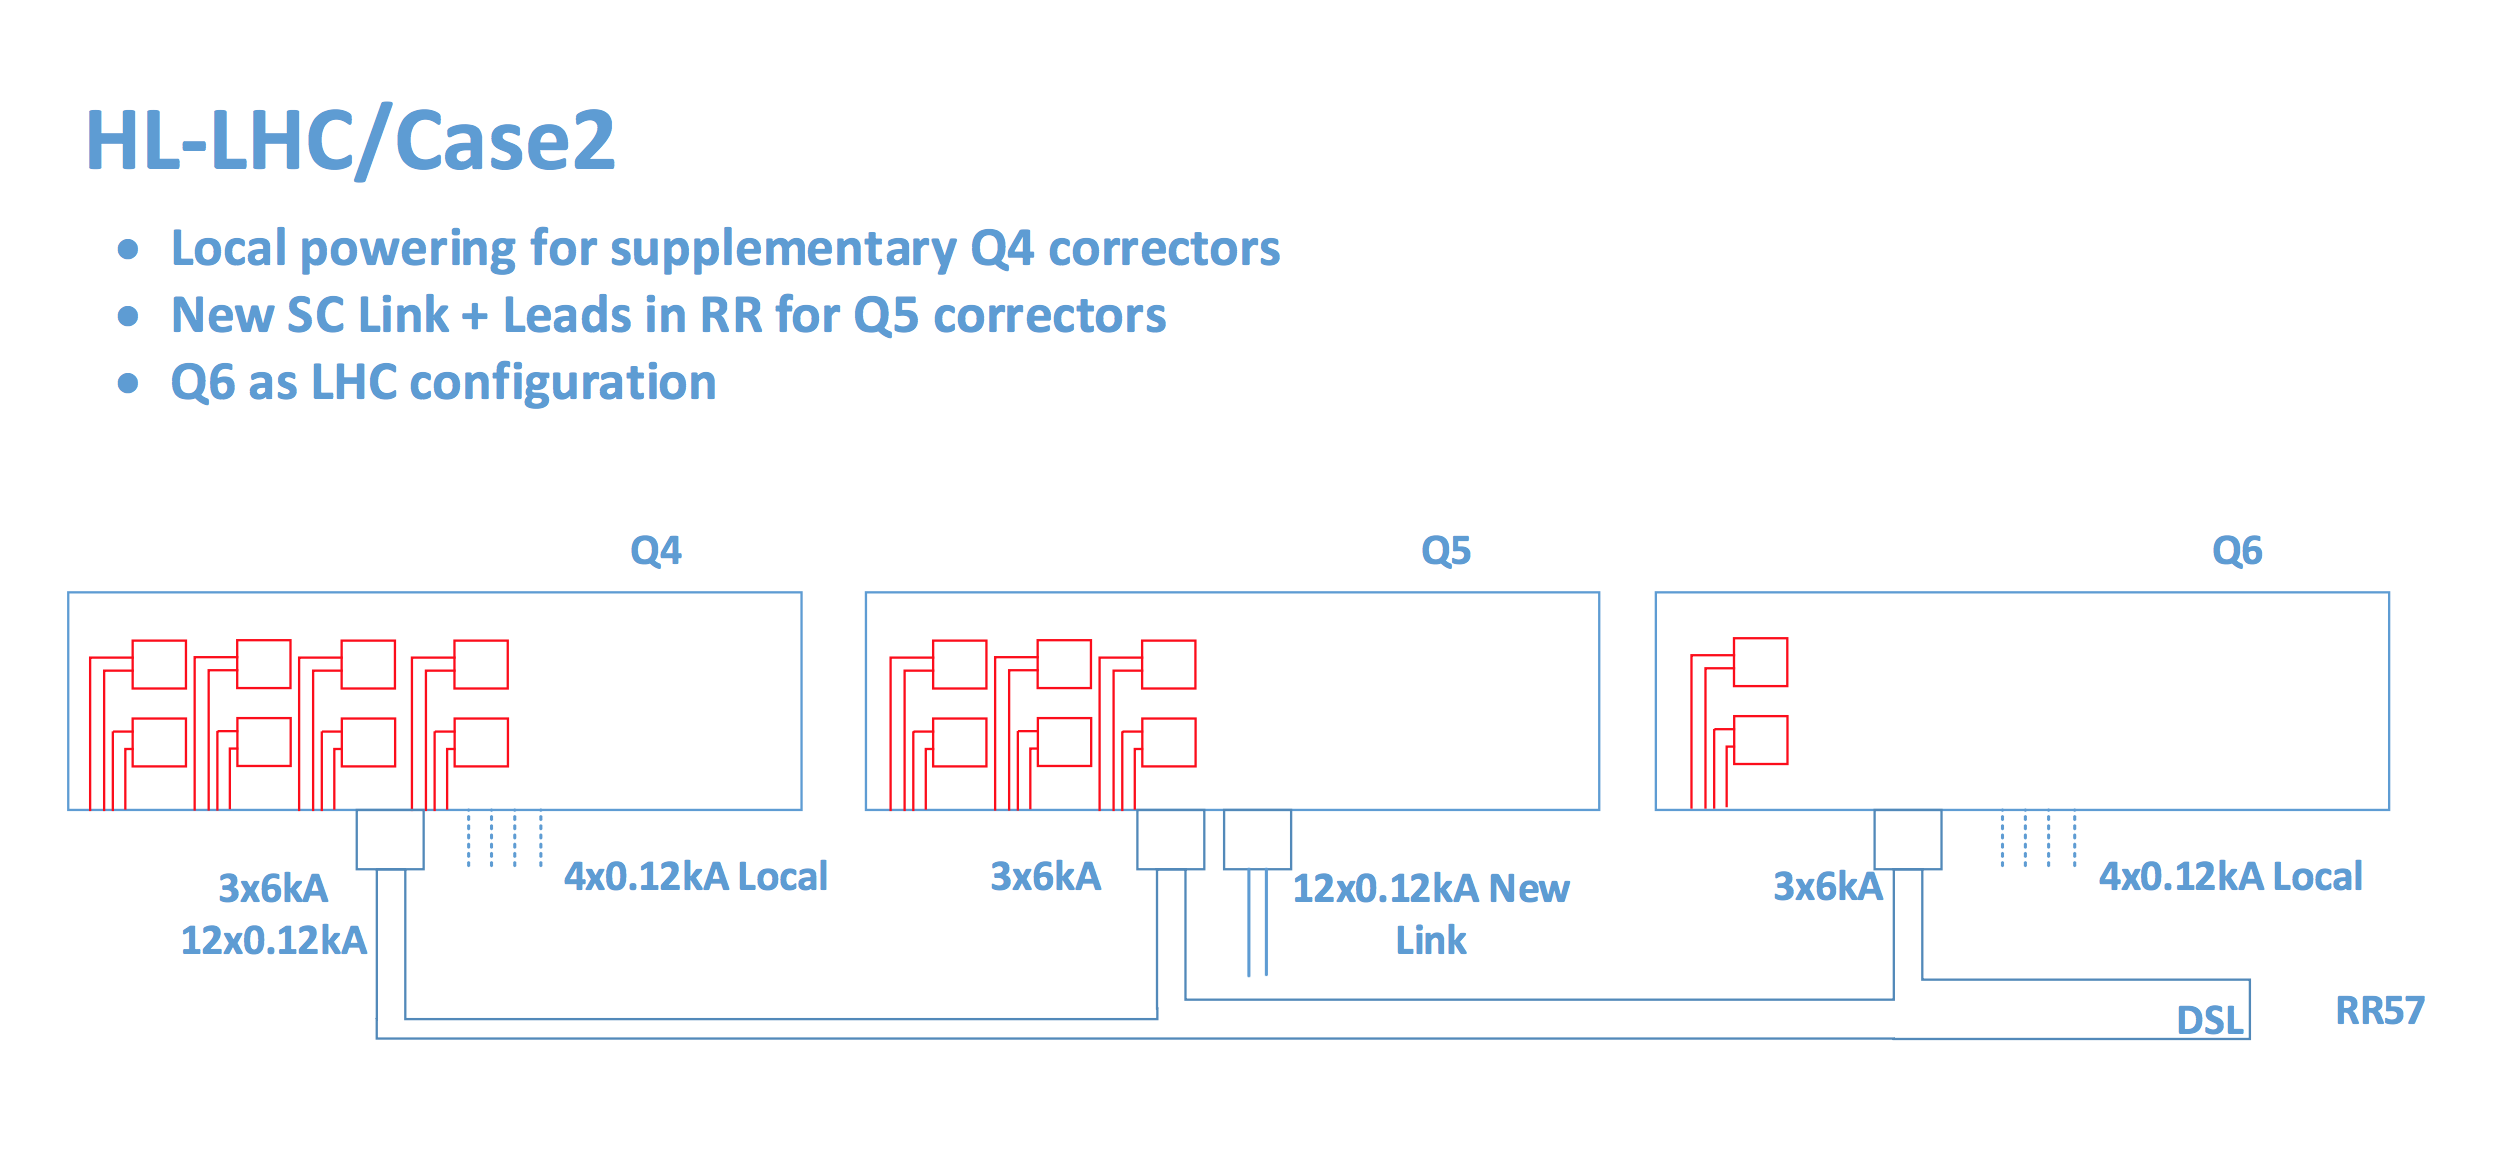 HL-LHC/Case2
● Local powering for supplementary Q4 correctors
● New SC Link + Leads in RR for Q5 correctors
● Q6 as LHC configuration
Q4
Q5
Q6
3x6kA
12x0.12kA
4x0.12kA Local
3x6kA
12x0.12kA New
Link
3x6kA
4x0.12kA Local
DSL
RR57